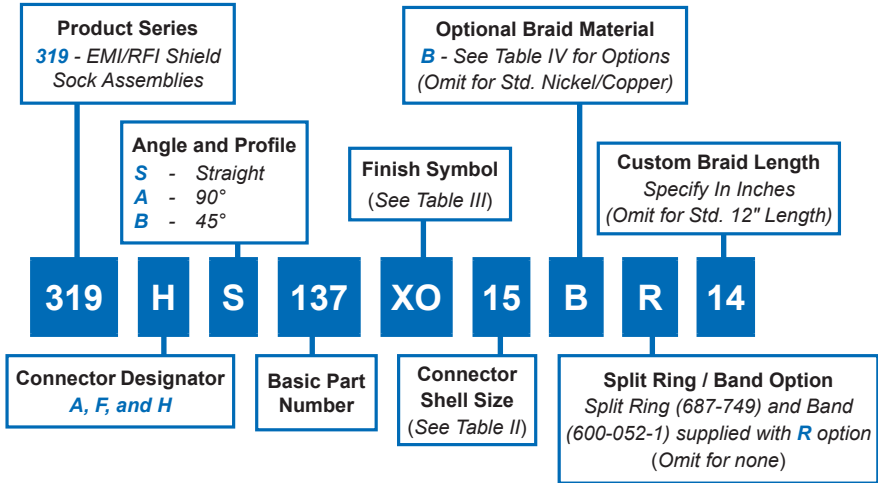 Product Series
319 - EMI/RFI Shield
Sock Assemblies
Optional Braid Material
B - See Table IV for Options
(Omit for Std. Nickel/Copper)
Angle and Profile
S - Straight
A - 90°
B - 45°
Finish Symbol
(See Table III)
Custom Braid Length
Specify In Inches
(Omit for Std. 12" Length)
319 H S 137 XO 15 B R 14
Connector Designator
A, F, and H
Basic Part
Number
Connector
Shell Size
(See Table II)
Split Ring / Band Option
Split Ring (687-749) and Band
(600-052-1) supplied with R option
(Omit for none)